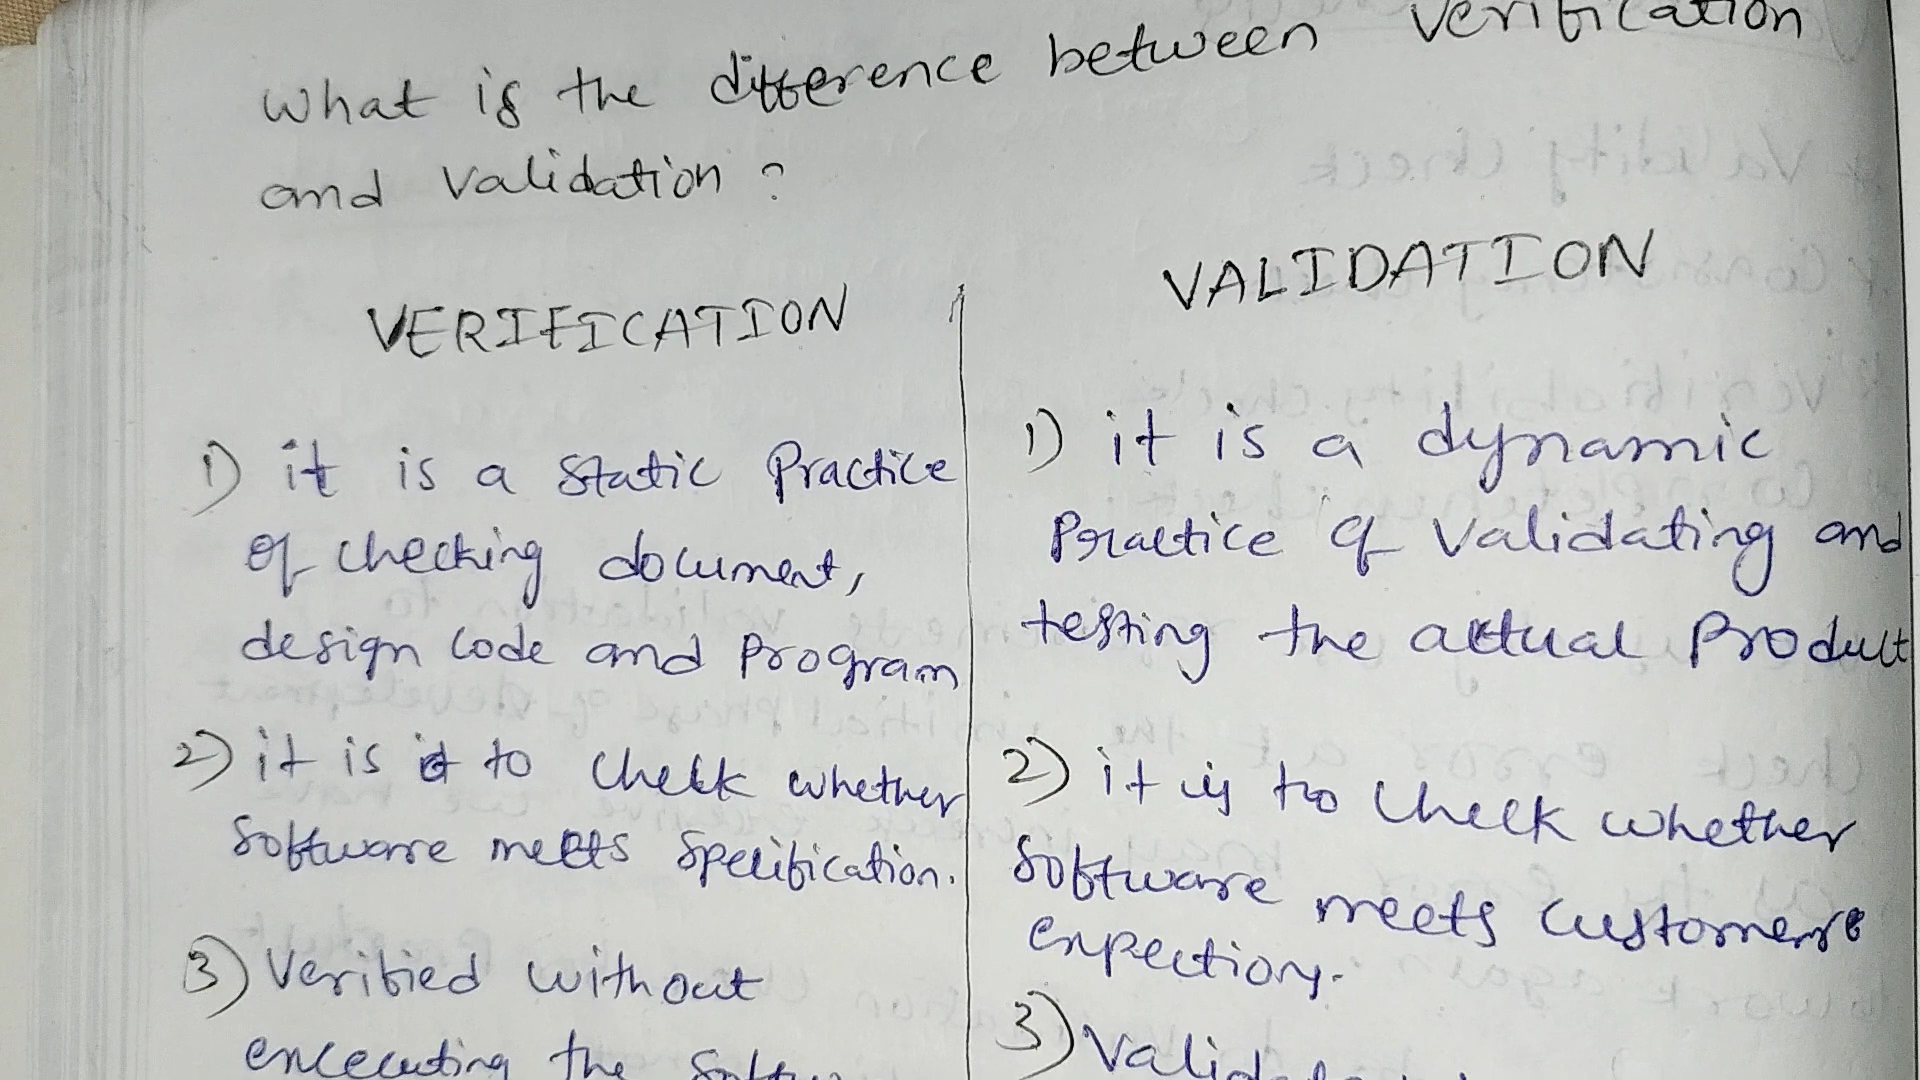 What is the difference between Verification
and Validation ?
VERIFICATION
1) it is a Static Practice
of checking document,
design code and Program
2) it is to check whether
Software meets Specification.
3) Verified without
the
VALIDATION
1) it is a dynamic
Practice of Validating and
testing the actual Product
2) it is to check whether
Software meets customers
expections.
3)